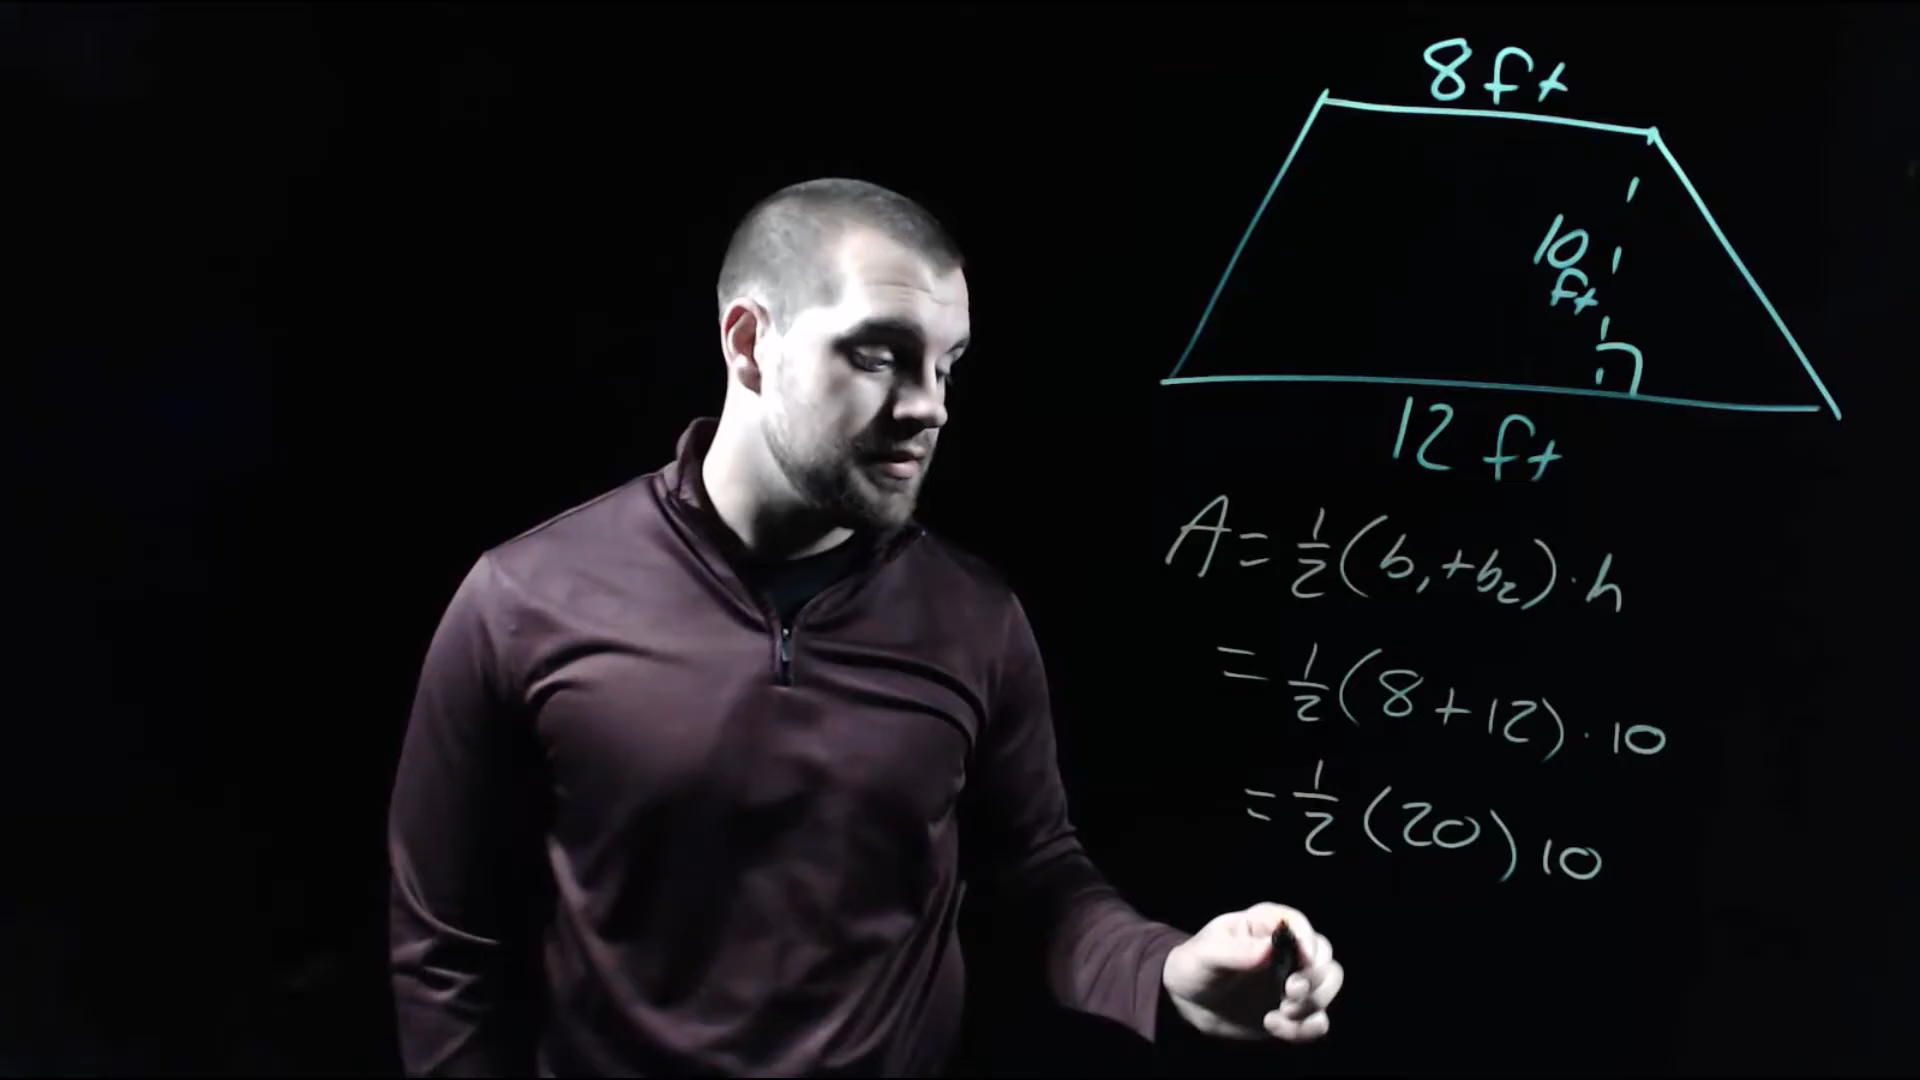 8 ft
10
ft
12 ft
A = 1/2 (b₁ + b₂) · h
= 1/2 (8 + 12) · 10
= 1/2 (20) 10